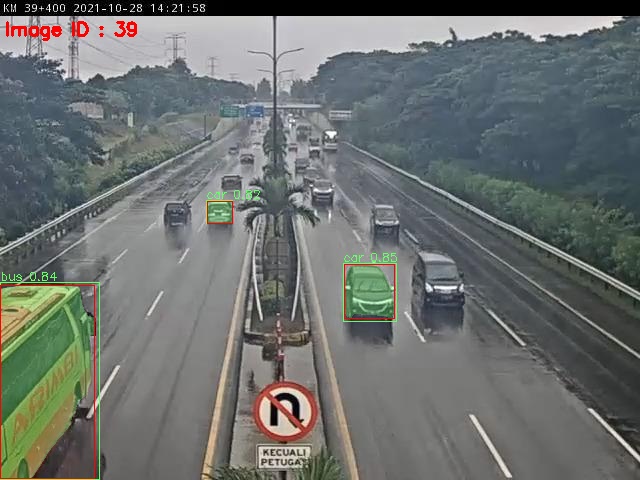 KM 39+400 2021-10-28 14:21:58
Image ID : 39
car 0.87
car 0.85
bus 0.84
ARIMBI
KECUALI
PETUGAS